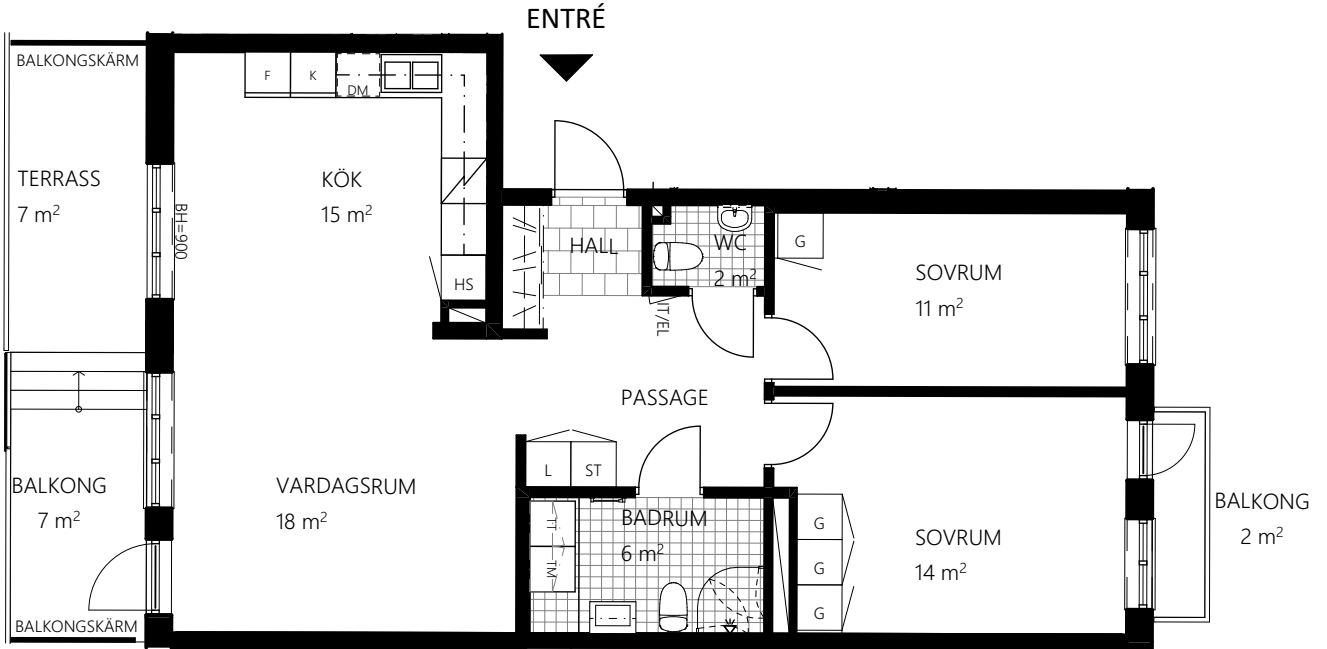 ENTRÉ
BALKONGSKÄRM
F
K
DM
TERRASS
7 m²
KÖK
15 m²
BH=900
HALL
WC
2 m²
G
SOVRUM
11 m²
HS
IT/EL
PASSAGE
L
ST
BALKONG
7 m²
VARDAGSRUM
18 m²
BADRUM
6 m²
TT
TM
G
G
G
SOVRUM
14 m²
BALKONG
2 m²
BALKONGSKÄRM